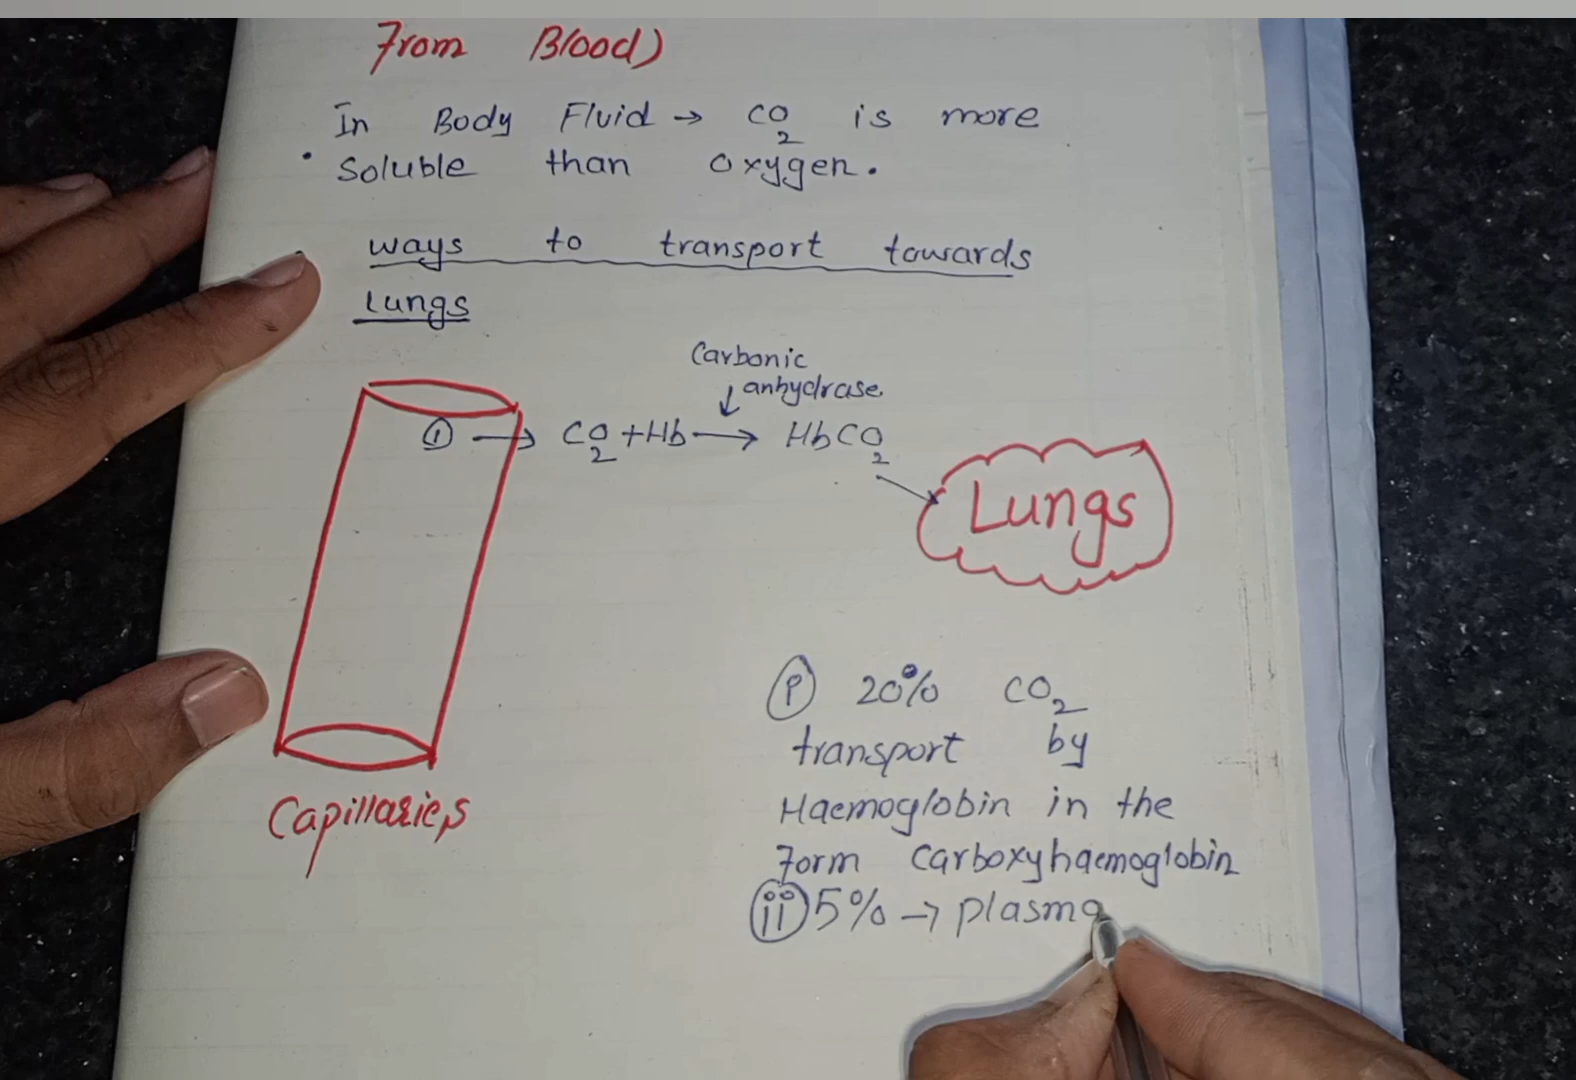 From Blood)
In Body Fluid → CO2 is more
• soluble than oxygen.
ways to transport towards
Lungs
Carbonic
↓ anhydrase
① → CO2 + Hb → HbCO2
Lungs
(i) 20% CO2
transport by
Haemoglobin in the
Form carboxyhaemoglobin
(ii) 5% → plasma
Capillaries